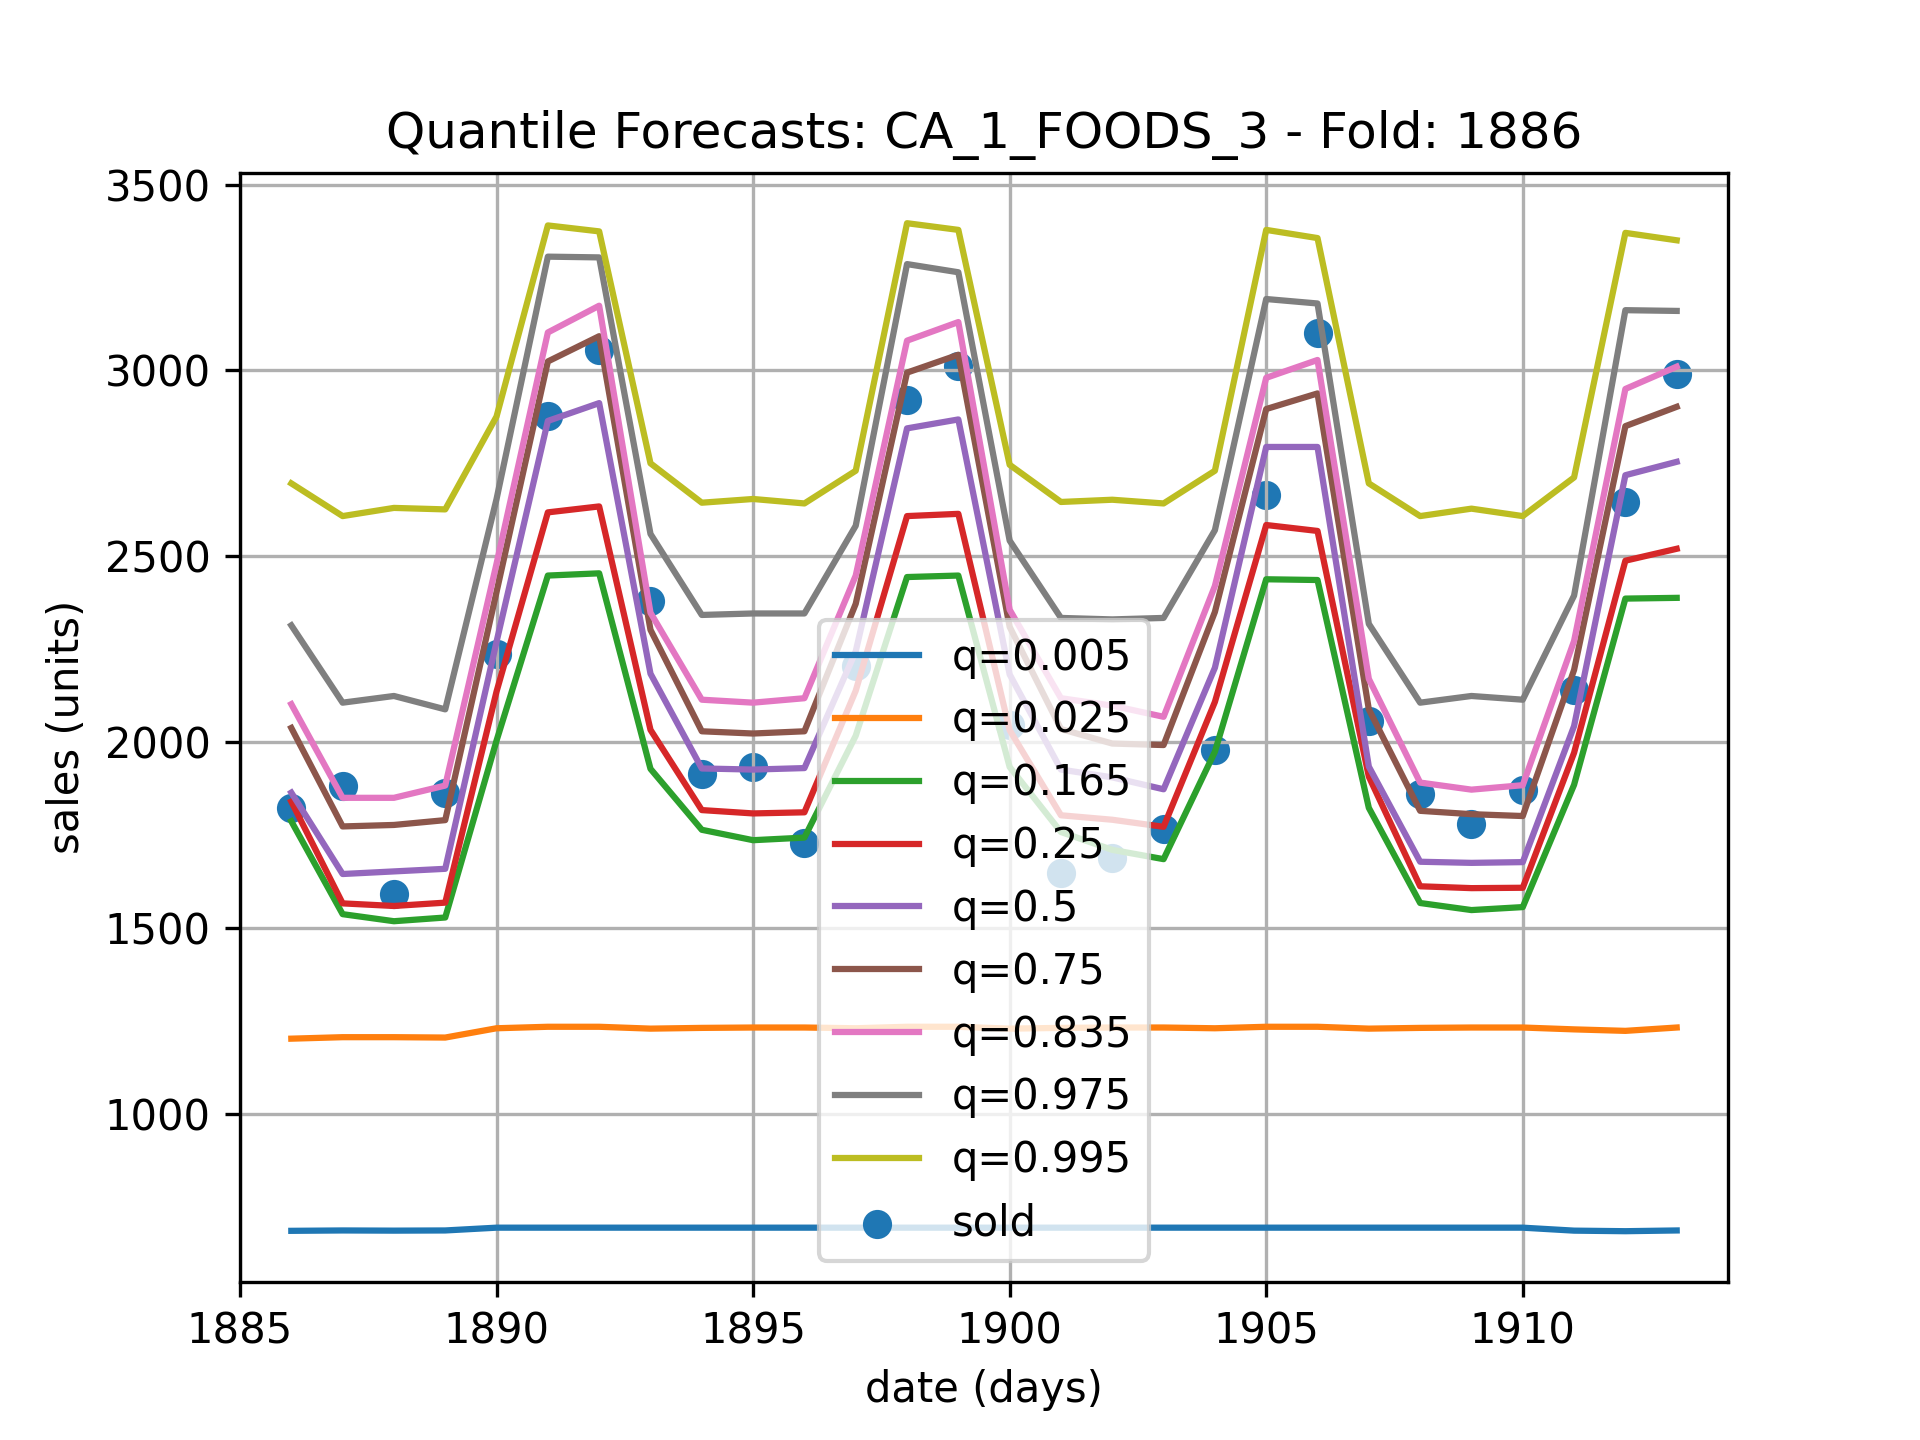 Quantile Forecasts: CA_1_FOODS_3 - Fold: 1886
3500
3000
2500
2000
1500
1000
sales (units)
q=0.005
q=0.025
q=0.165
q=0.25
q=0.5
q=0.75
q=0.835
q=0.975
q=0.995
sold
1885 1890 1895 1900 1905 1910
date (days)